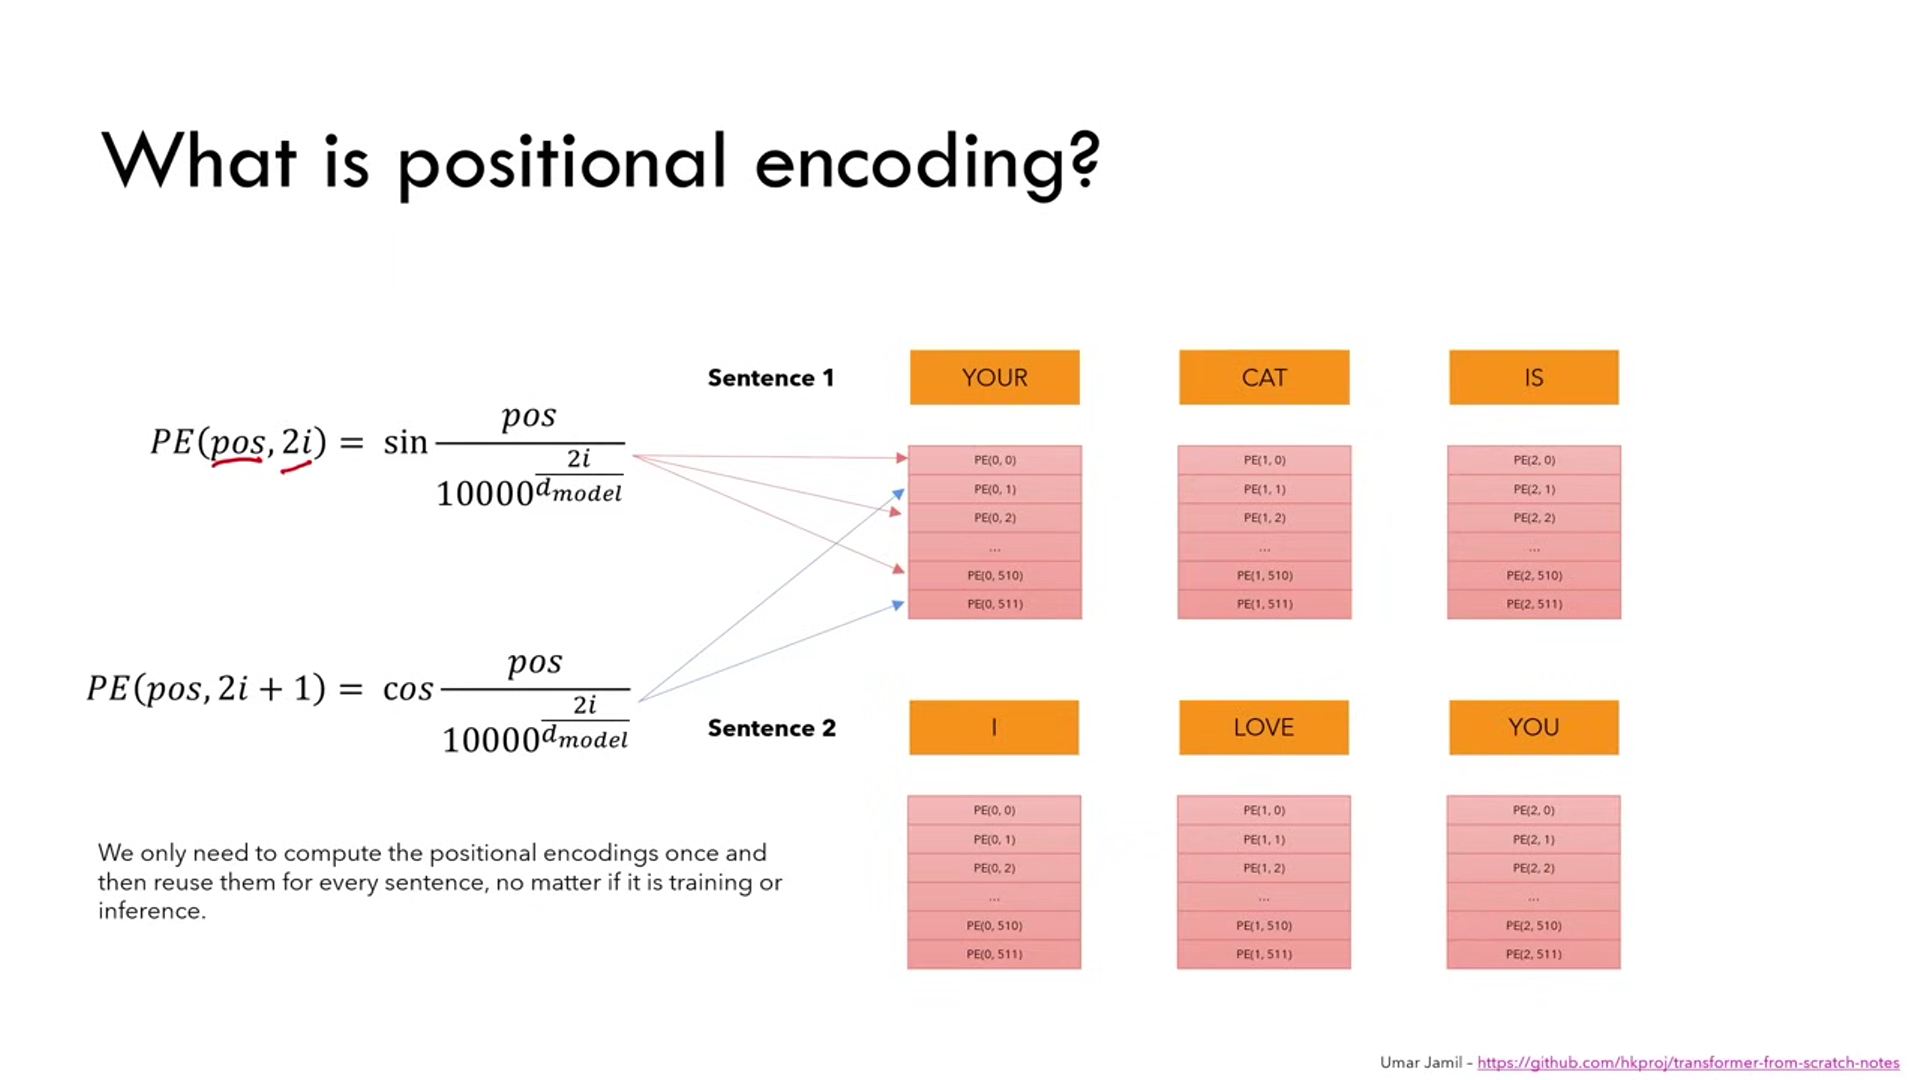 What is positional encoding?
PE(pos, 2i) = sin pos / 10000^(2i / d_model)
PE(pos, 2i + 1) = cos pos / 10000^(2i / d_model)
We only need to compute the positional encodings once and
then reuse them for every sentence, no matter if it is training or
inference.
Sentence 1 YOUR CAT IS
PE(0, 0) PE(1, 0) PE(2, 0)
PE(0, 1) PE(1, 1) PE(2, 1)
PE(0, 2) PE(1, 2) PE(2, 2)
... ... ...
PE(0, 510) PE(1, 510) PE(2, 510)
PE(0, 511) PE(1, 511) PE(2, 511)
Sentence 2 I LOVE YOU
PE(0, 0) PE(1, 0) PE(2, 0)
PE(0, 1) PE(1, 1) PE(2, 1)
PE(0, 2) PE(1, 2) PE(2, 2)
... ... ...
PE(0, 510) PE(1, 510) PE(2, 510)
PE(0, 511) PE(1, 511) PE(2, 511)
Umar Jamil – https://github.com/hkproj/transformer-from-scratch-notes